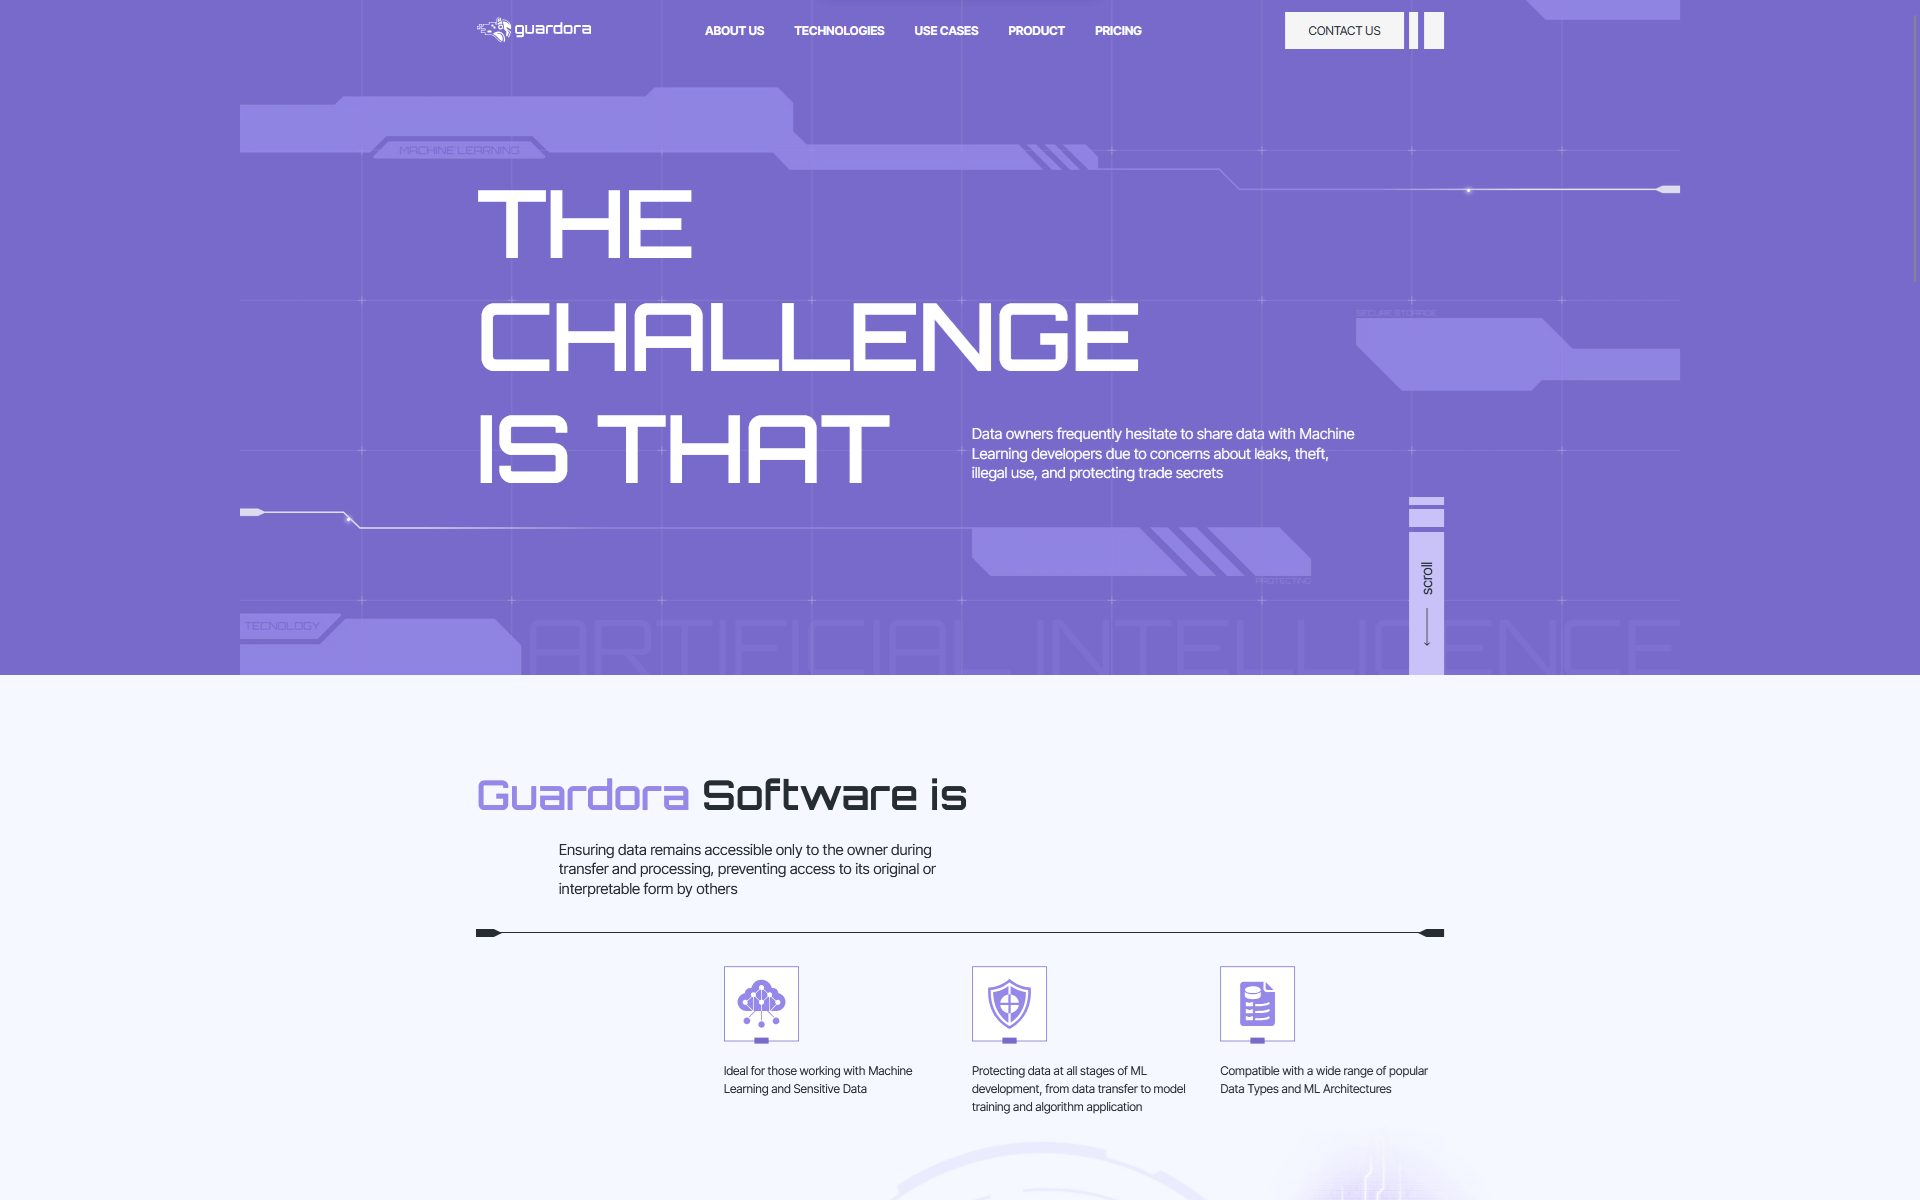 guardora
ABOUT US
TECHNOLOGIES
USE CASES
PRODUCT
PRICING
CONTACT US
MACHINE LEARNING
THE
CHALLENGE
IS THAT
SECURE STORAGE
Data owners frequently hesitate to share data with Machine
Learning developers due to concerns about leaks, theft,
illegal use, and protecting trade secrets
scroll
PROTECTING
TECNOLOGY
ARTIFICIAL INTELLIGENCE
Guardora Software is
Ensuring data remains accessible only to the owner during
transfer and processing, preventing access to its original or
interpretable form by others
Ideal for those working with Machine
Learning and Sensitive Data
Protecting data at all stages of ML
development, from data transfer to model
training and algorithm application
Compatible with a wide range of popular
Data Types and ML Architectures